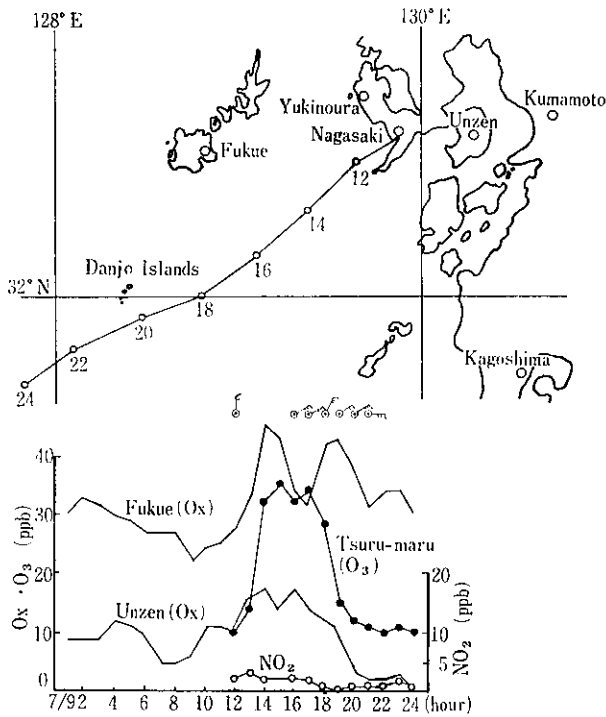 128° E
130° E
Kumamoto
Yukinoura
Unzen
Nagasaki
Fukue
12
14
16
Danjo Islands
32° N
18
20
22
24
Kagoshima
40
30
20
10
0
Ox・O₃ (ppb)
Fukue (Ox)
Tsuru-maru
(O₃)
Unzen (Ox)
NO₂
20
10
5
0
NO₂ (ppb)
7/92 2 4 6 8 10 12 14 16 18 20 22 24 (hour)